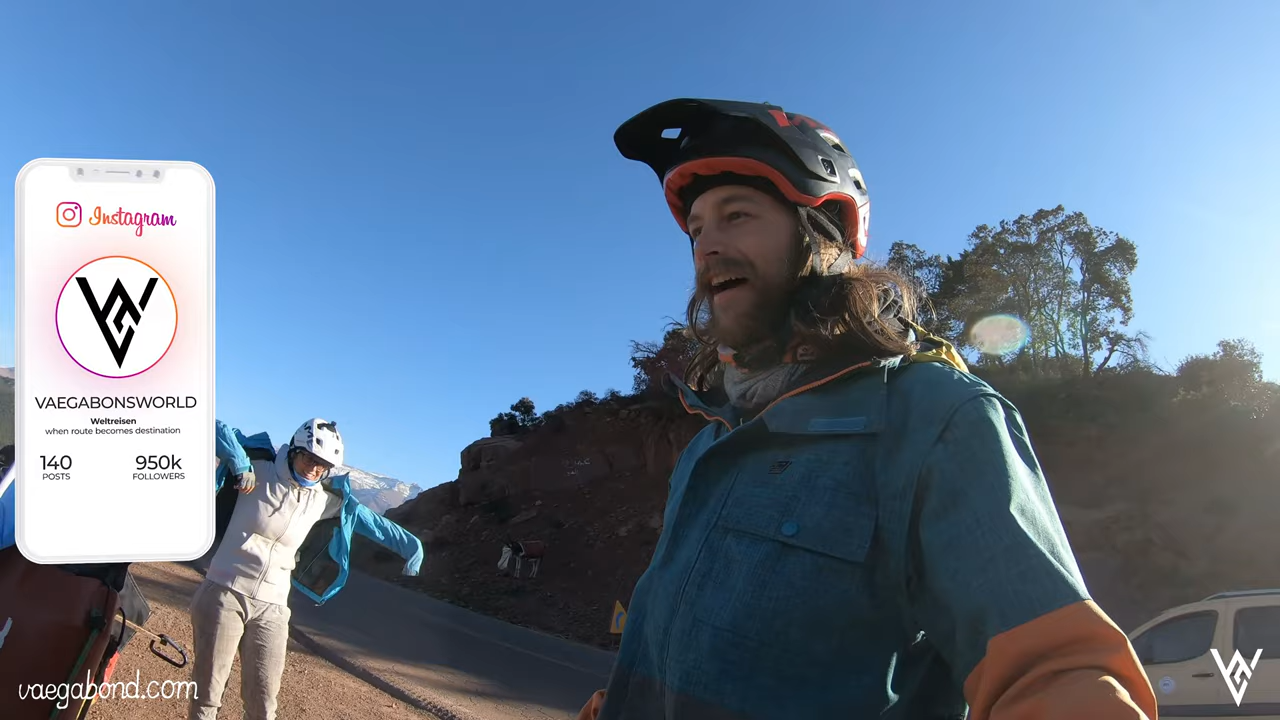 Instagram
VAEGABONSWORLD
Weltreisen
when route becomes destination
140
POSTS
950k
FOLLOWERS
vaegabond.com